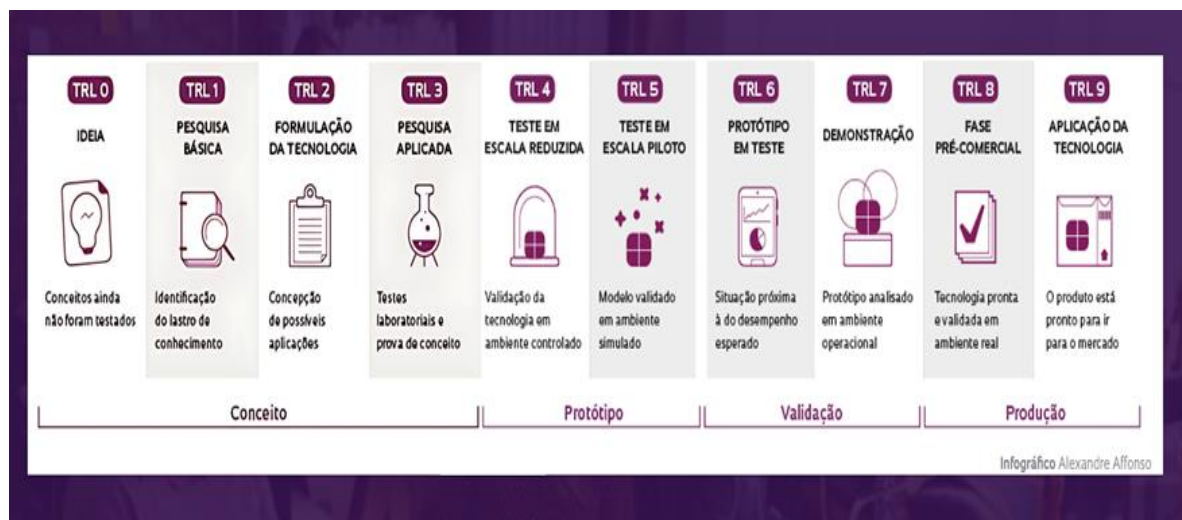 TRL 0
IDEIA
Conceitos ainda
não foram testados
TRL 1
PESQUISA
BÁSICA
Identificação
do lastro de
conhecimento
TRL 2
FORMULAÇÃO
DA TECNOLOGIA
Concepção
de possíveis
aplicações
TRL 3
PESQUISA
APLICADA
Testes
laboratoriais e
prova de conceito
TRL 4
TESTE EM
ESCALA REDUZIDA
Validação da
tecnologia em
ambiente controlado
TRL 5
TESTE EM
ESCALA PILOTO
Modelo validado
em ambiente
simulado
TRL 6
PROTÓTIPO
EM TESTE
Situação próxima
à do desempenho
esperado
TRL 7
DEMONSTRAÇÃO
Protótipo analisado
em ambiente
operacional
TRL 8
FASE
PRÉ-COMERCIAL
Tecnologia pronta
e validada em
ambiente real
TRL 9
APLICAÇÃO DA
TECNOLOGIA
O produto está
pronto para ir
para o mercado
Conceito
Protótipo
Validação
Produção
Infográfico Alexandre Affonso